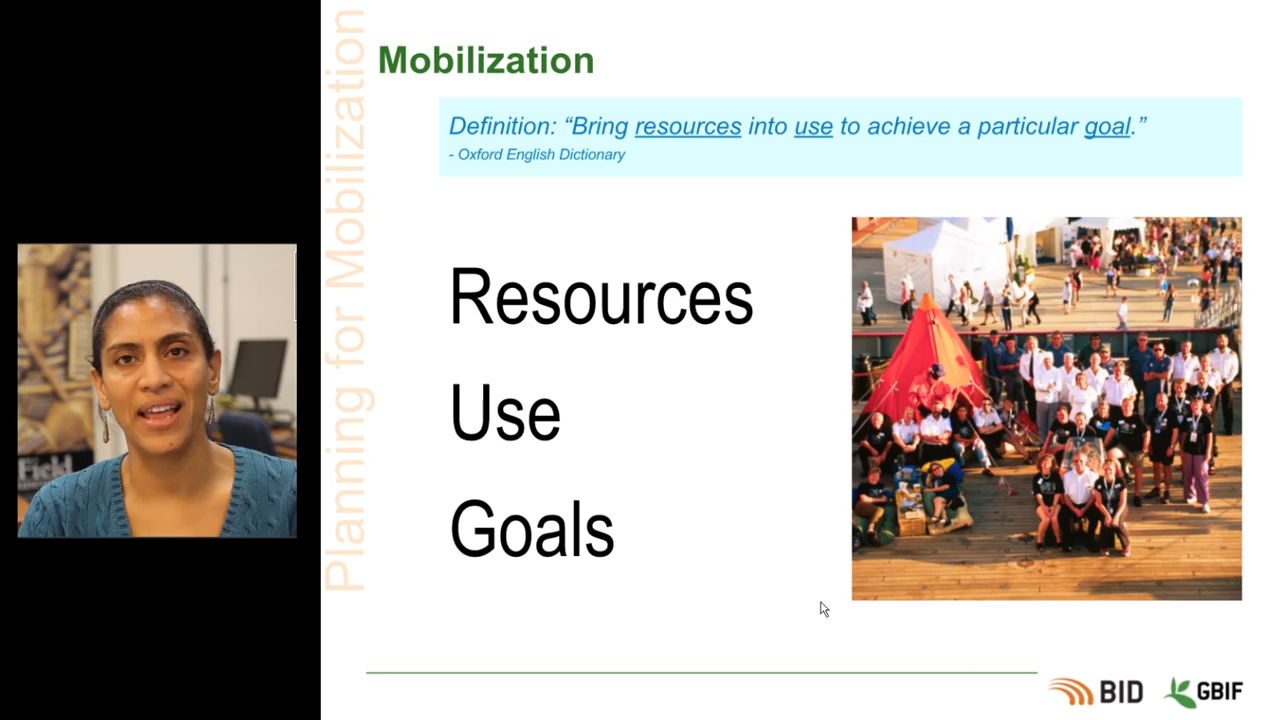 Planning for Mobilization
Mobilization
Definition: “Bring resources into use to achieve a particular goal.”
- Oxford English Dictionary
Resources
Use
Goals
Field
BID
GBIF